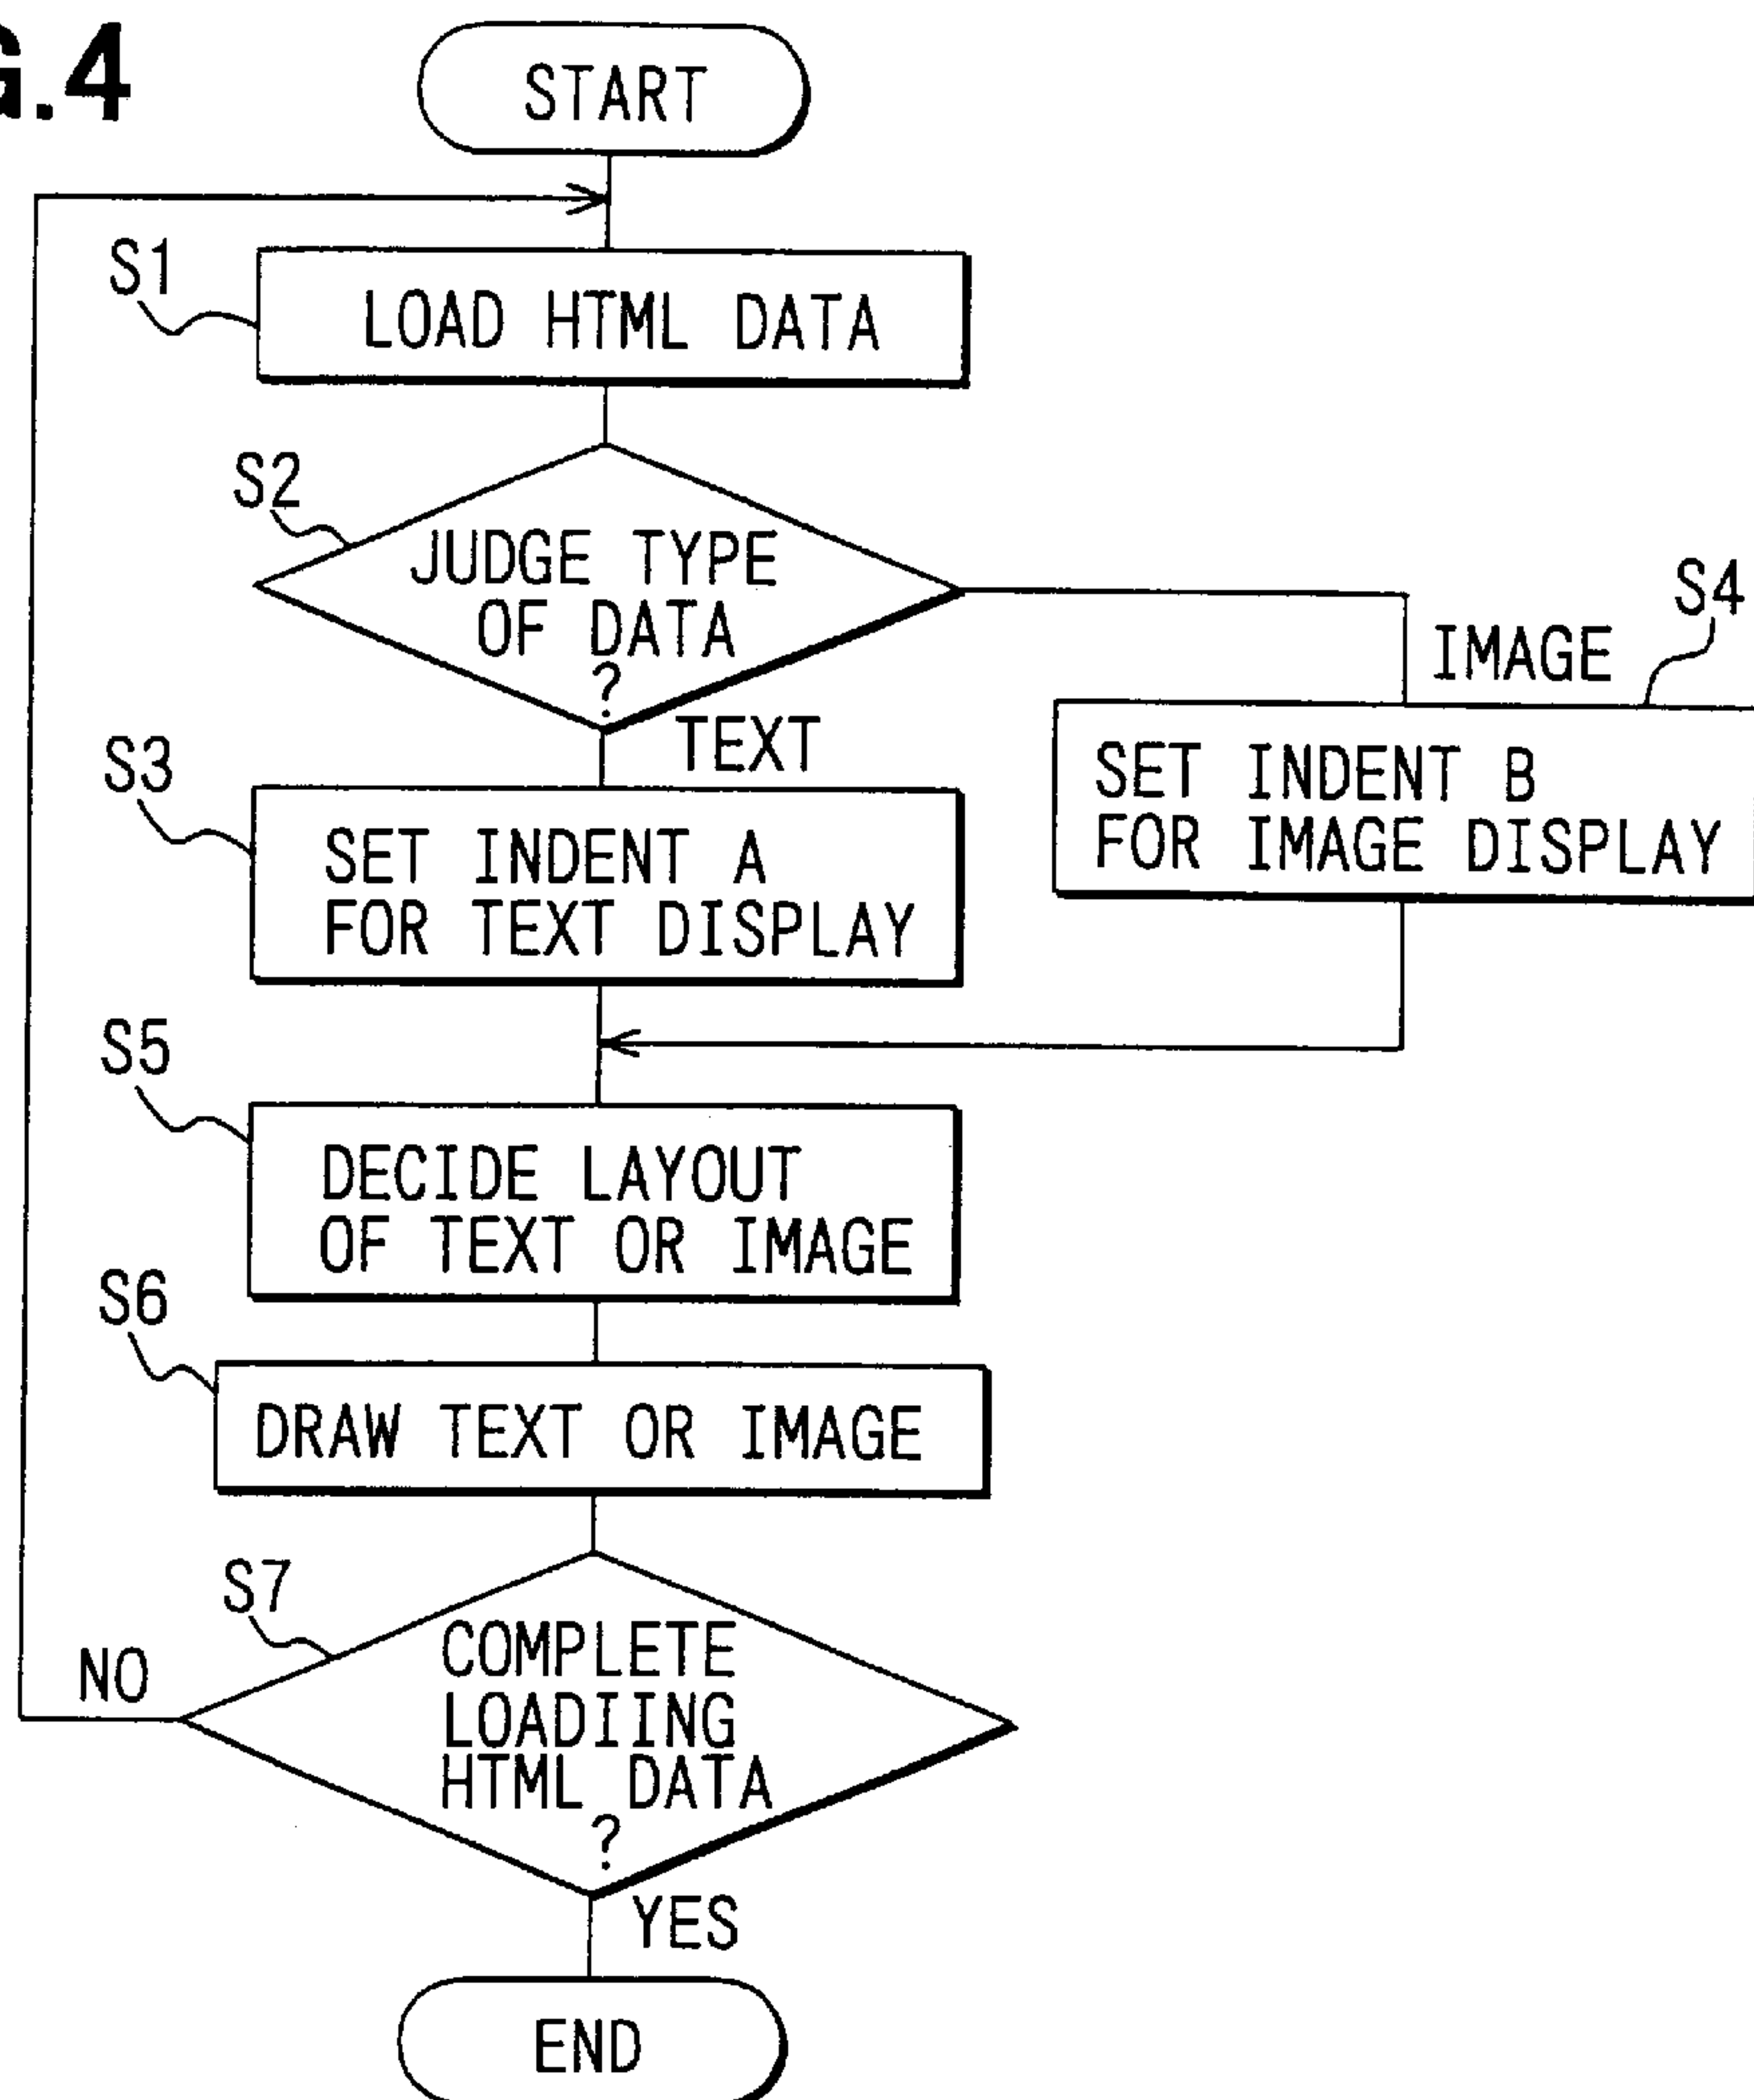 G.4
START
S1
LOAD HTML DATA
S2
JUDGE TYPE
OF DATA
?
S4
IMAGE
TEXT
SET INDENT B
FOR IMAGE DISPLAY
S3
SET INDENT A
FOR TEXT DISPLAY
S5
DECIDE LAYOUT
OF TEXT OR IMAGE
S6
DRAW TEXT OR IMAGE
S7
COMPLETE
LOADIING
HTML DATA
?
NO
YES
END